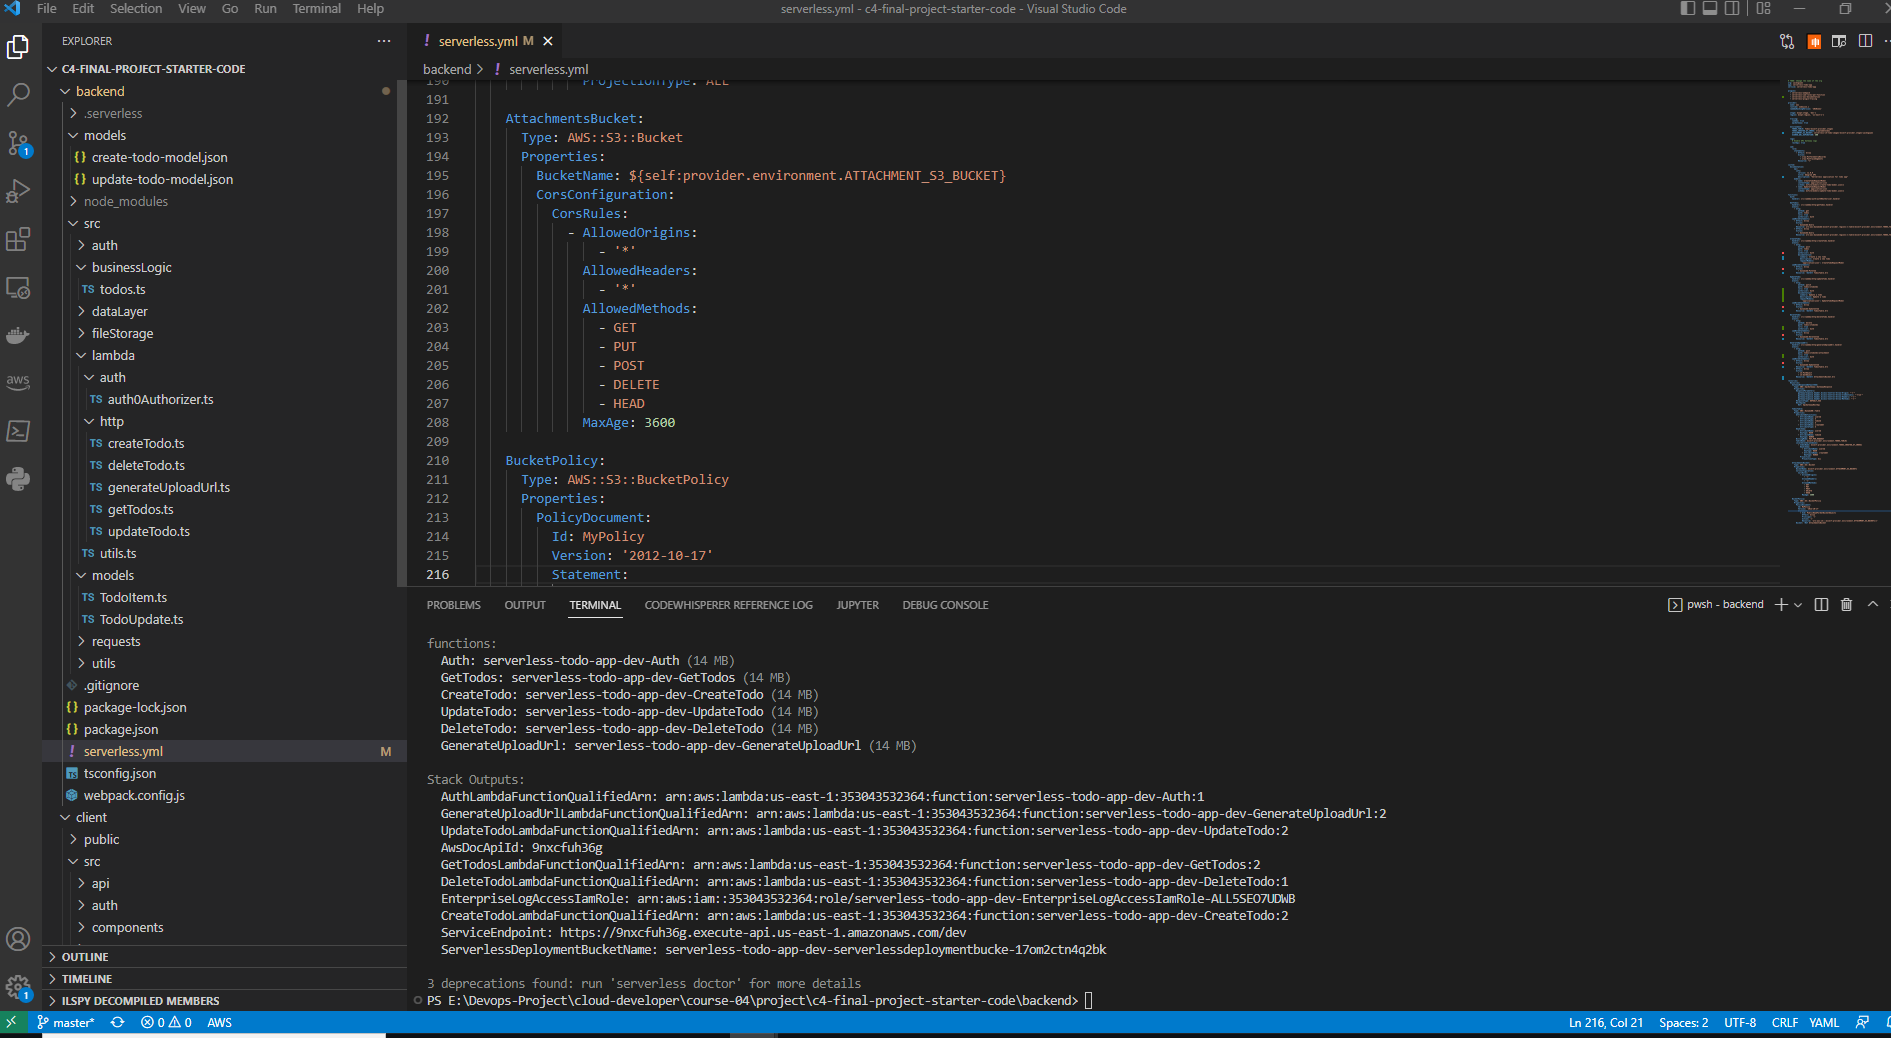 File Edit Selection View Go Run Terminal Help
serverless.yml - c4-final-project-starter-code - Visual Studio Code
EXPLORER
C4-FINAL-PROJECT-STARTER-CODE
backend
.serverless
models
{} create-todo-model.json
{} update-todo-model.json
node_modules
src
auth
businessLogic
TS todos.ts
dataLayer
fileStorage
lambda
auth
TS auth0Authorizer.ts
http
TS createTodo.ts
TS deleteTodo.ts
TS generateUploadUrl.ts
TS getTodos.ts
TS updateTodo.ts
TS utils.ts
models
TS TodoItem.ts
TS TodoUpdate.ts
requests
utils
.gitignore
{} package-lock.json
{} package.json
! serverless.yml M
TS tsconfig.json
webpack.config.js
client
public
src
api
auth
components
OUTLINE
TIMELINE
ILSPY DECOMPILED MEMBERS
1
aws
1
! serverless.yml M
backend > ! serverless.yml
190 ProjectionType: ALL
191
192 AttachmentsBucket:
193 Type: AWS::S3::Bucket
194 Properties:
195 BucketName: ${self:provider.environment.ATTACHMENT_S3_BUCKET}
196 CorsConfiguration:
197 CorsRules:
198 - AllowedOrigins:
199 - '*'
200 AllowedHeaders:
201 - '*'
202 AllowedMethods:
203 - GET
204 - PUT
205 - POST
206 - DELETE
207 - HEAD
208 MaxAge: 3600
209
210 BucketPolicy:
211 Type: AWS::S3::BucketPolicy
212 Properties:
213 PolicyDocument:
214 Id: MyPolicy
215 Version: '2012-10-17'
216 Statement:
PROBLEMS OUTPUT TERMINAL CODEWHISPERER REFERENCE LOG JUPYTER DEBUG CONSOLE
pwsh - backend
functions:
Auth: serverless-todo-app-dev-Auth (14 MB)
GetTodos: serverless-todo-app-dev-GetTodos (14 MB)
CreateTodo: serverless-todo-app-dev-CreateTodo (14 MB)
UpdateTodo: serverless-todo-app-dev-UpdateTodo (14 MB)
DeleteTodo: serverless-todo-app-dev-DeleteTodo (14 MB)
GenerateUploadUrl: serverless-todo-app-dev-GenerateUploadUrl (14 MB)
Stack Outputs:
AuthLambdaFunctionQualifiedArn: arn:aws:lambda:us-east-1:353043532364:function:serverless-todo-app-dev-Auth:1
GenerateUploadUrlLambdaFunctionQualifiedArn: arn:aws:lambda:us-east-1:353043532364:function:serverless-todo-app-dev-GenerateUploadUrl:2
UpdateTodoLambdaFunctionQualifiedArn: arn:aws:lambda:us-east-1:353043532364:function:serverless-todo-app-dev-UpdateTodo:2
AwsDocApiId: 9nxcfuh36g
GetTodosLambdaFunctionQualifiedArn: arn:aws:lambda:us-east-1:353043532364:function:serverless-todo-app-dev-GetTodos:2
DeleteTodoLambdaFunctionQualifiedArn: arn:aws:lambda:us-east-1:353043532364:function:serverless-todo-app-dev-DeleteTodo:1
EnterpriseLogAccessIamRole: arn:aws:iam::353043532364:role/serverless-todo-app-dev-EnterpriseLogAccessIamRole-ALL5SEO7UDWB
CreateTodoLambdaFunctionQualifiedArn: arn:aws:lambda:us-east-1:353043532364:function:serverless-todo-app-dev-CreateTodo:2
ServiceEndpoint: https://9nxcfuh36g.execute-api.us-east-1.amazonaws.com/dev
ServerlessDeploymentBucketName: serverless-todo-app-dev-serverlessdeploymentbucke-17om2ctn4q2bk
3 deprecations found: run 'serverless doctor' for more details
PS E:\Devops-Project\cloud-developer\course-04\project\c4-final-project-starter-code\backend>
master* 0 0 AWS
Ln 216, Col 21 Spaces: 2 UTF-8 CRLF YAML